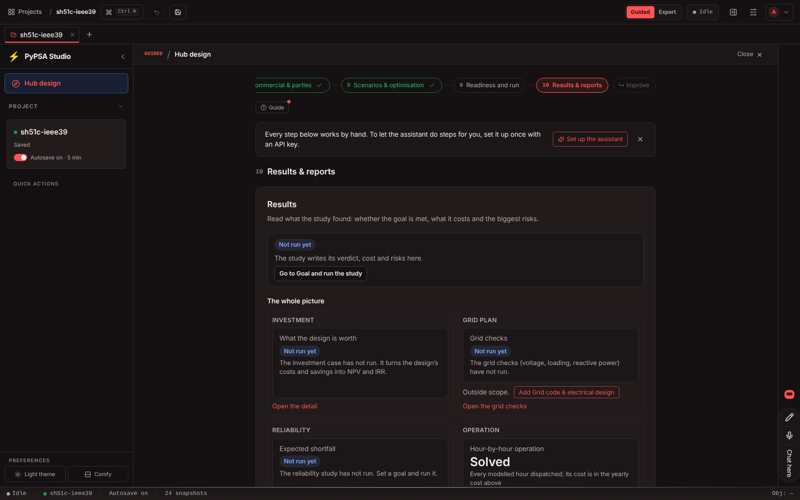 Projects / sh51c-ieee39 ⌘ Ctrl K Guided Expert Idle A
sh51c-ieee39 × +
PyPSA Studio
Hub design
PROJECT
sh51c-ieee39
Saved
Autosave on · 5 min
QUICK ACTIONS
PREFERENCES
Light theme Comfy
GUIDED / Hub design Close ×
ommercial & parties ✓ 8 Scenarios & optimisation ✓ 9 Readiness and run 10 Results & reports Improve
Guide
Every step below works by hand. To let the assistant do steps for you, set it up once with
an API key.
Set up the assistant
10 Results & reports
Results
Read what the study found: whether the goal is met, what it costs and the biggest risks.
Not run yet
The study writes its verdict, cost and risks here.
Go to Goal and run the study
The whole picture
INVESTMENT
What the design is worth
Not run yet
The investment case has not run. It turns the design's
costs and savings into NPV and IRR.
Open the detail
GRID PLAN
Grid checks
Not run yet
The grid checks (voltage, loading, reactive power)
have not run.
Outside scope. Add Grid code & electrical design
Open the grid checks
RELIABILITY
Expected shortfall
Not run yet
The reliability study has not run. Set a goal and run it.
OPERATION
Hour-by-hour operation
Solved
Every modelled hour dispatched; its cost is in the yearly
cost above
Chat here
Idle sh51c-ieee39 Autosave on 24 snapshots Obj: —